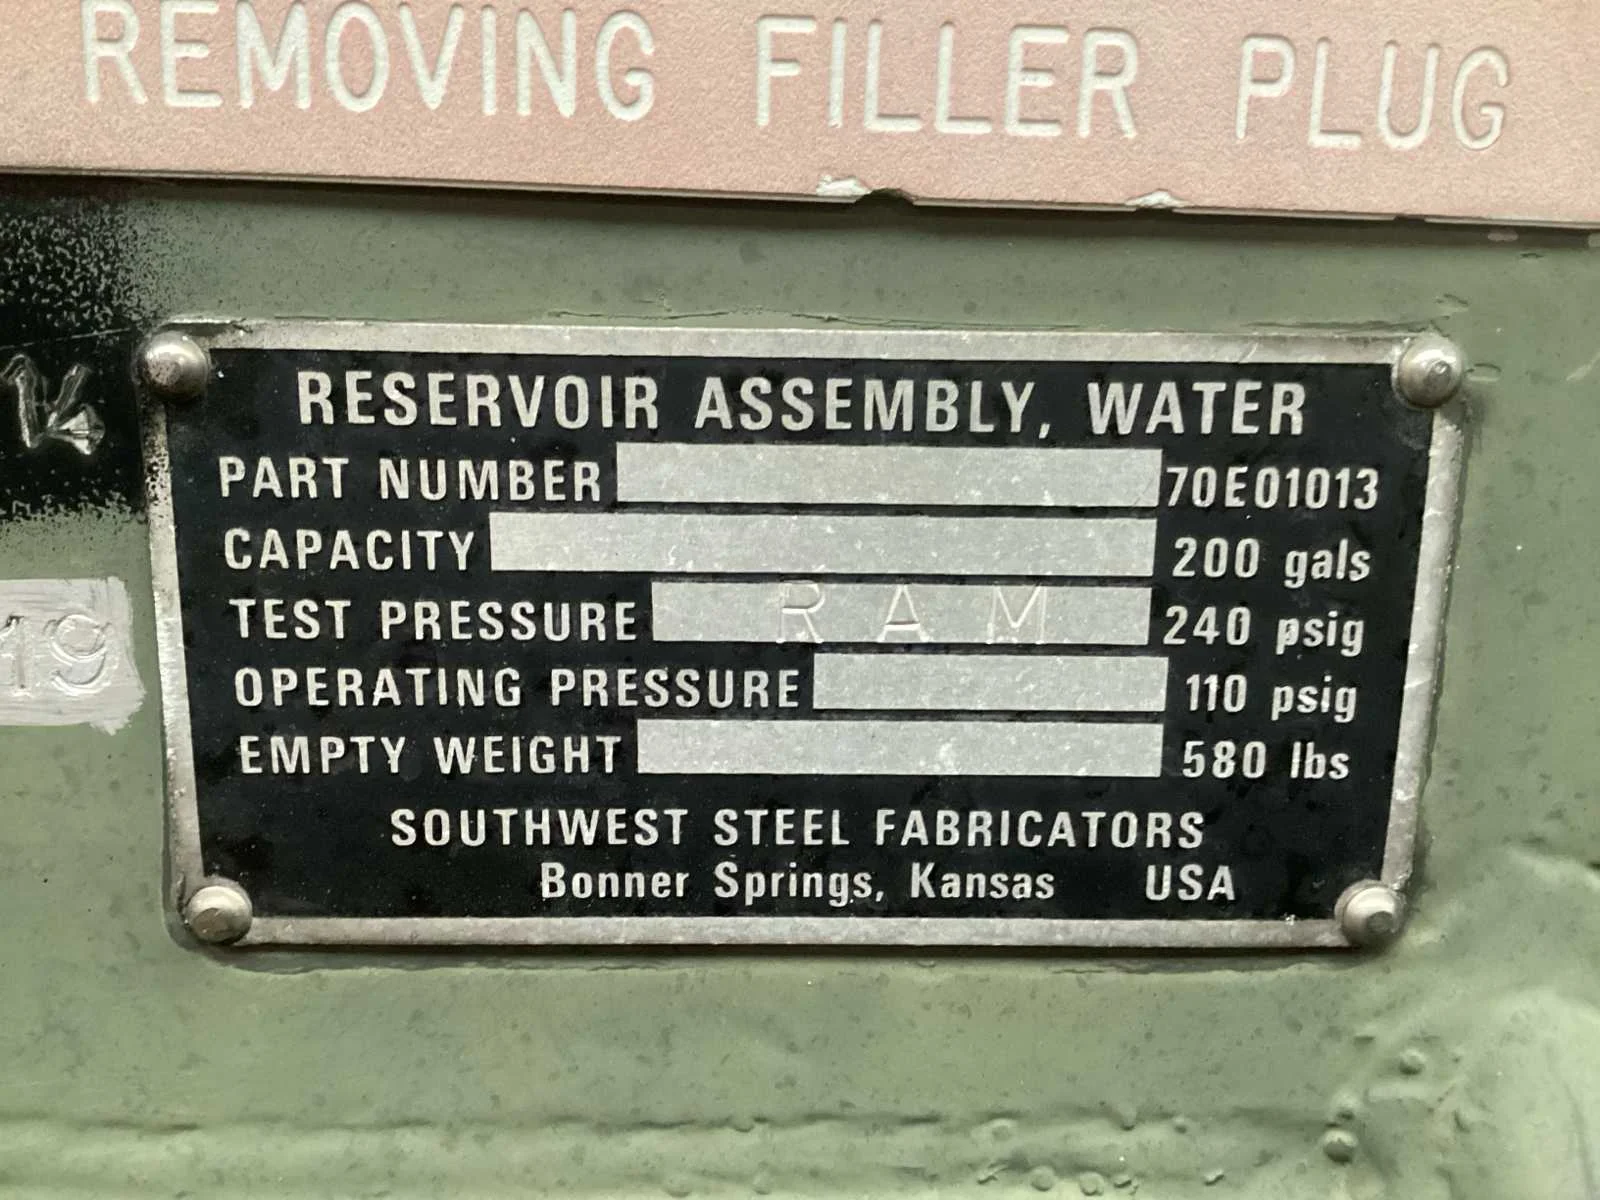 REMOVING FILLER PLUG
RESERVOIR ASSEMBLY, WATER
PART NUMBER 70E01013
CAPACITY 200 gals
TEST PRESSURE RAM 240 psig
OPERATING PRESSURE 110 psig
EMPTY WEIGHT 580 lbs
SOUTHWEST STEEL FABRICATORS
Bonner Springs, Kansas USA
19